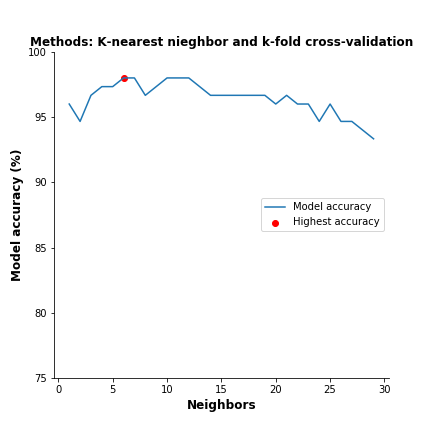 Methods: K-nearest nieghbor and k-fold cross-validation
100
95
90
85
80
75
Model accuracy (%)
Model accuracy
Highest accuracy
0 5 10 15 20 25 30
Neighbors